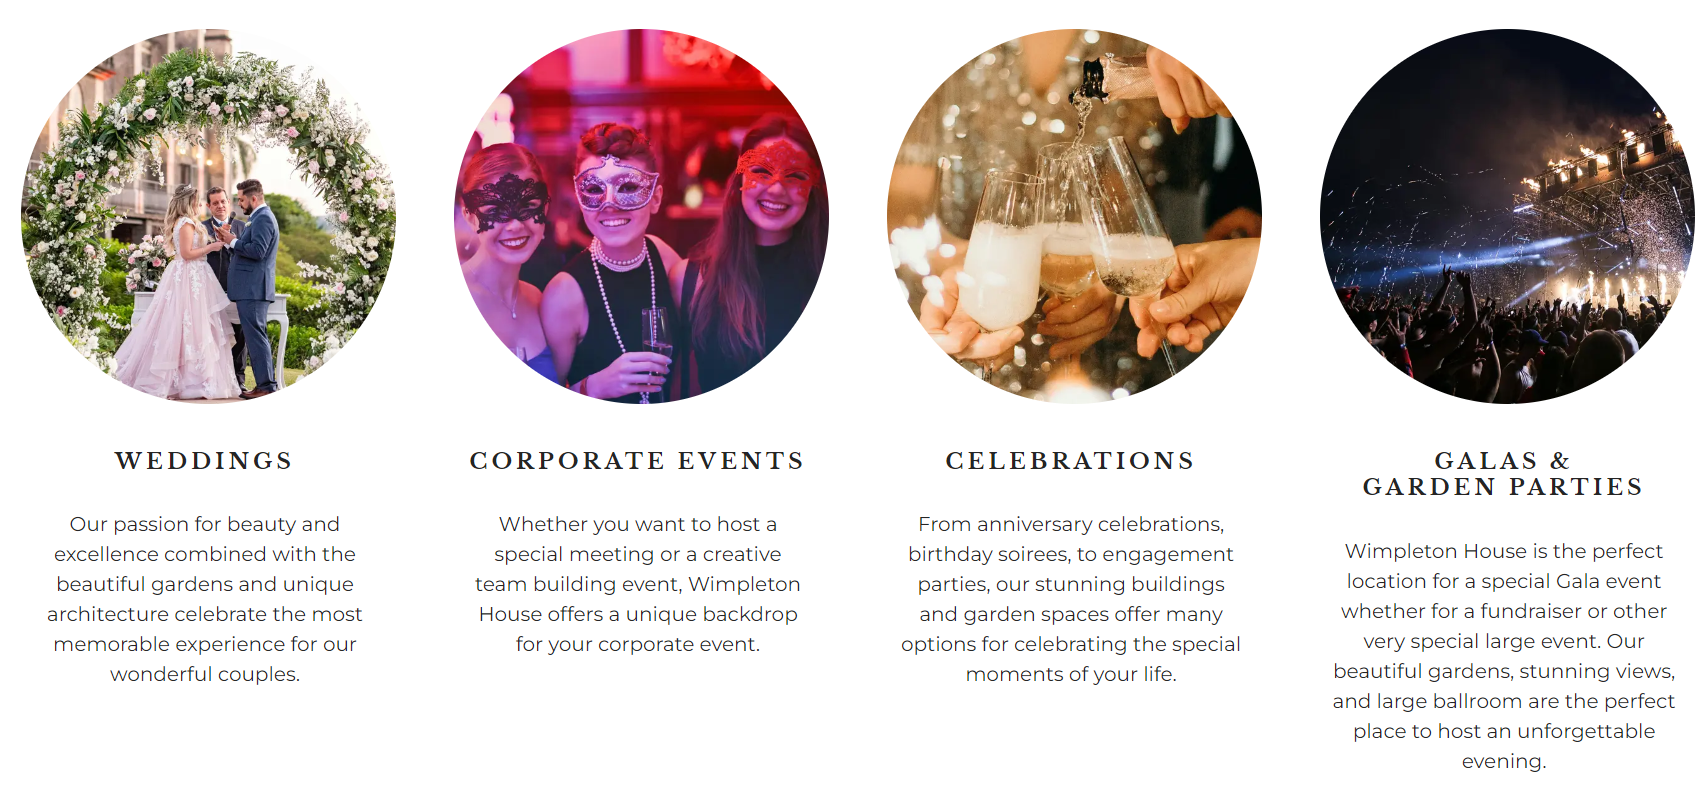 WEDDINGS
Our passion for beauty and
excellence combined with the
beautiful gardens and unique
architecture celebrate the most
memorable experience for our
wonderful couples.
CORPORATE EVENTS
Whether you want to host a
special meeting or a creative
team building event, Wimpleton
House offers a unique backdrop
for your corporate event.
CELEBRATIONS
From anniversary celebrations,
birthday soirees, to engagement
parties, our stunning buildings
and garden spaces offer many
options for celebrating the special
moments of your life.
GALAS &
GARDEN PARTIES
Wimpleton House is the perfect
location for a special Gala event
whether for a fundraiser or other
very special large event. Our
beautiful gardens, stunning views,
and large ballroom are the perfect
place to host an unforgettable
evening.